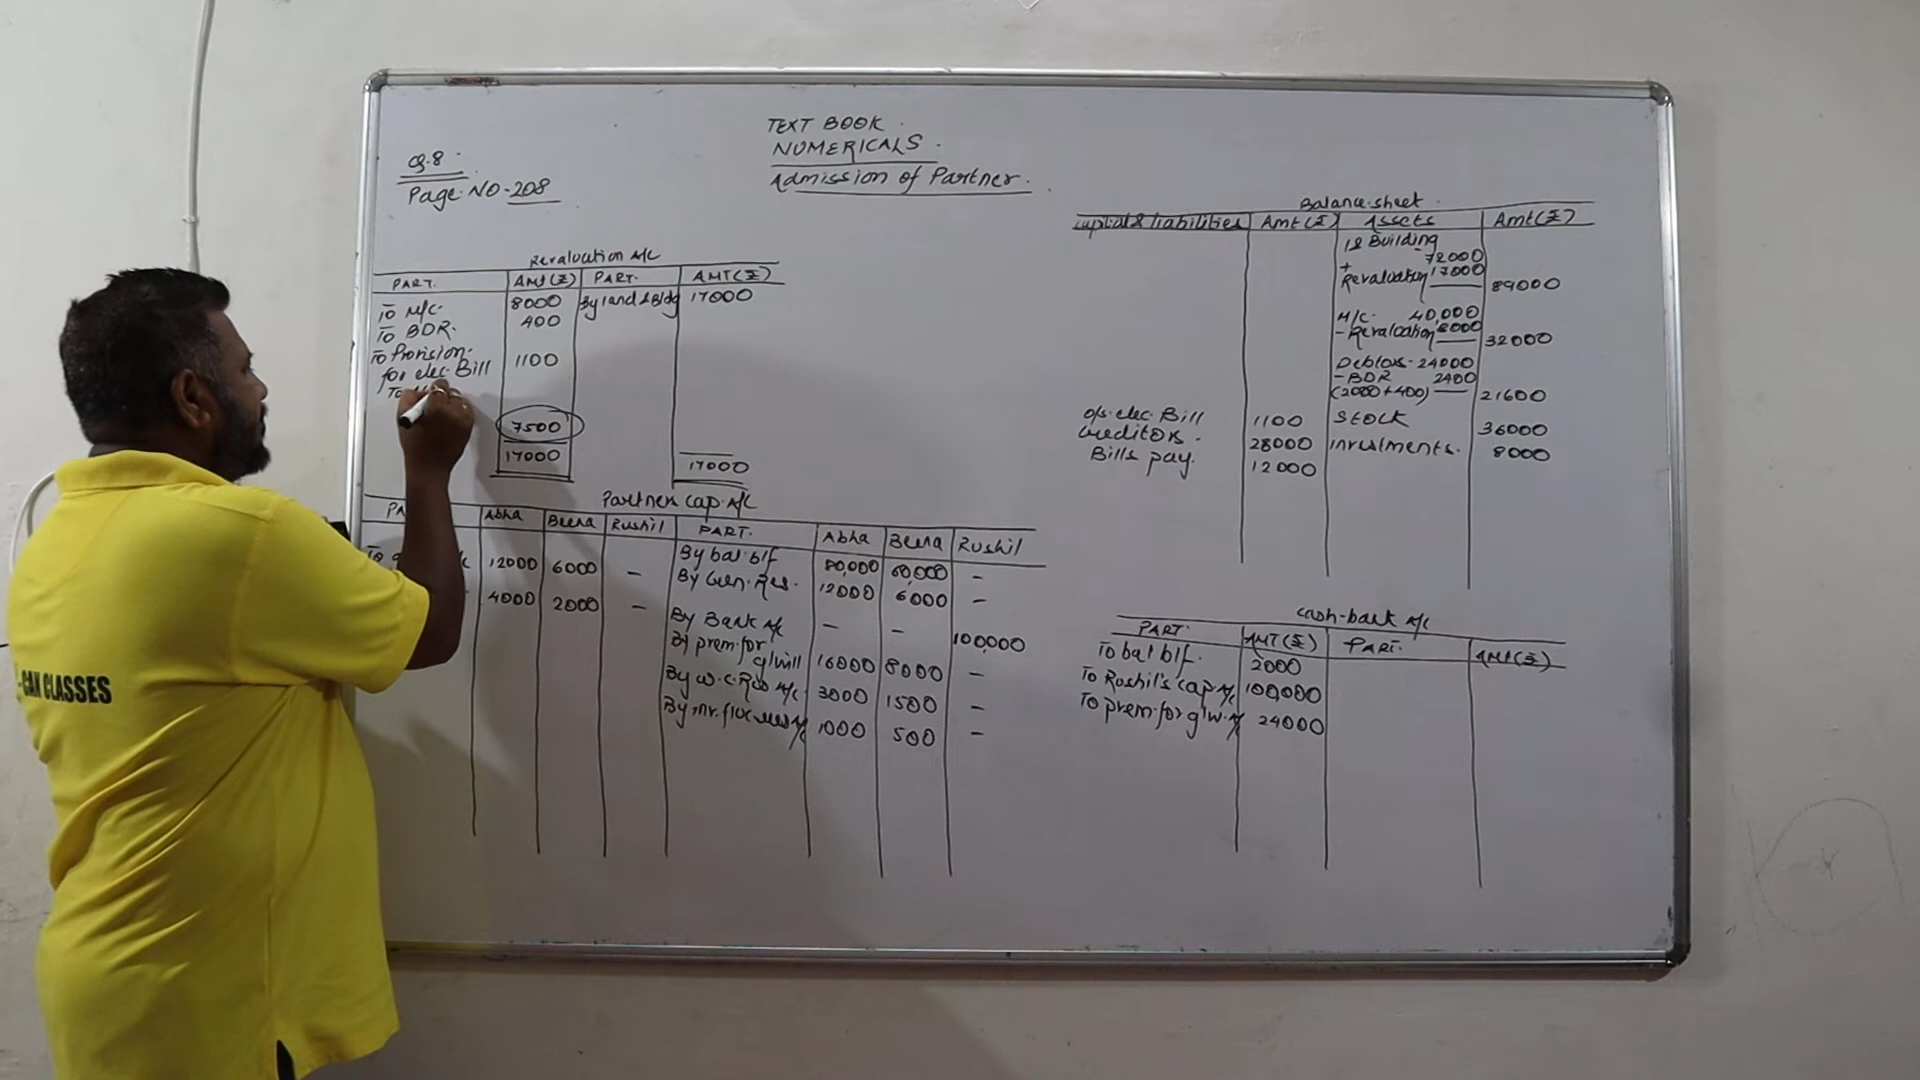 TEXT BOOK.
NUMERICALS.
Admission of Partner.
Q.8.
Page. NO-208
Revaluation A/c
PART. AMT(₹) PART. AMT(₹)
To M/c. 8000 By land & Bldg 17000
To BDR. 400
To Provision. 1100
for elec. Bill
To
7500
17000 17000
Partner cap. A/c
Abha Beena Rushil PART. Abha Beena Rushil
12000 6000 — By bal b/f 80,000 60,000 —
4000 2000 — By Gen. Res. 12000 6000 —
By Bank A/c — — 100,000
By prem. for
g/will 16000 8000 —
By W.C. Res A/c 3000 1500 —
1000 500 —
Balance sheet
Capital & liabilities Amt(₹) Assets Amt(₹)
l & Building
72000
+
Revaluation 17000 89000
M/c. 40,000
- Revaluation 8000 32000
Debtors - 24000
- BDR 2400
(2000+400) 21600
o/s elec. Bill 1100 Stock 36000
Creditors. 28000 investments. 8000
Bills pay. 12000
cash-bank A/c
PART. AMT(₹) PART. AMt(₹)
To bal b/f. 2000
To Rushil's cap A/c 100,000
To prem. for g/w. A/c 24000
-CAN CLASSES